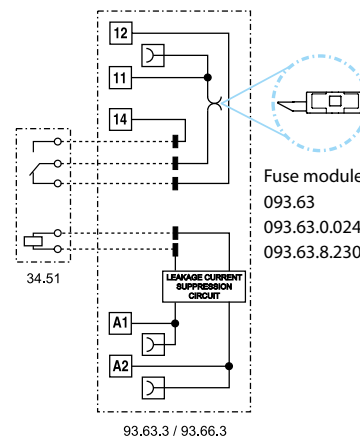 12
11
14
Fuse module
093.63
093.63.0.024
093.63.8.230
34.51
LEAKAGE CURRENT
SUPPRESSION
CIRCUIT
A1
A2
93.63.3 / 93.66.3